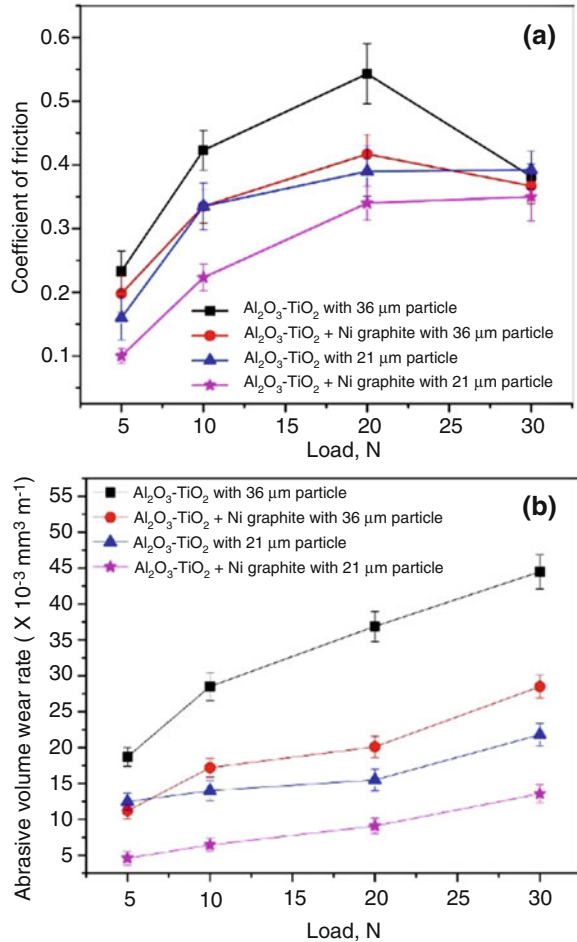 (a)
0.6
0.5
0.4
0.3
0.2
0.1
Coefficient of friction
Al₂O₃-TiO₂ with 36 μm particle
Al₂O₃-TiO₂ + Ni graphite with 36 μm particle
Al₂O₃-TiO₂ with 21 μm particle
Al₂O₃-TiO₂ + Ni graphite with 21 μm particle
5 10 15 20 25 30
Load, N
(b)
55
50
45
40
35
30
25
20
15
10
5
Abrasive volume wear rate ( X 10⁻³ mm³ m⁻¹)
Al₂O₃-TiO₂ with 36 μm particle
Al₂O₃-TiO₂ + Ni graphite with 36 μm particle
Al₂O₃-TiO₂ with 21 μm particle
Al₂O₃-TiO₂ + Ni graphite with 21 μm particle
5 10 15 20 25 30
Load, N